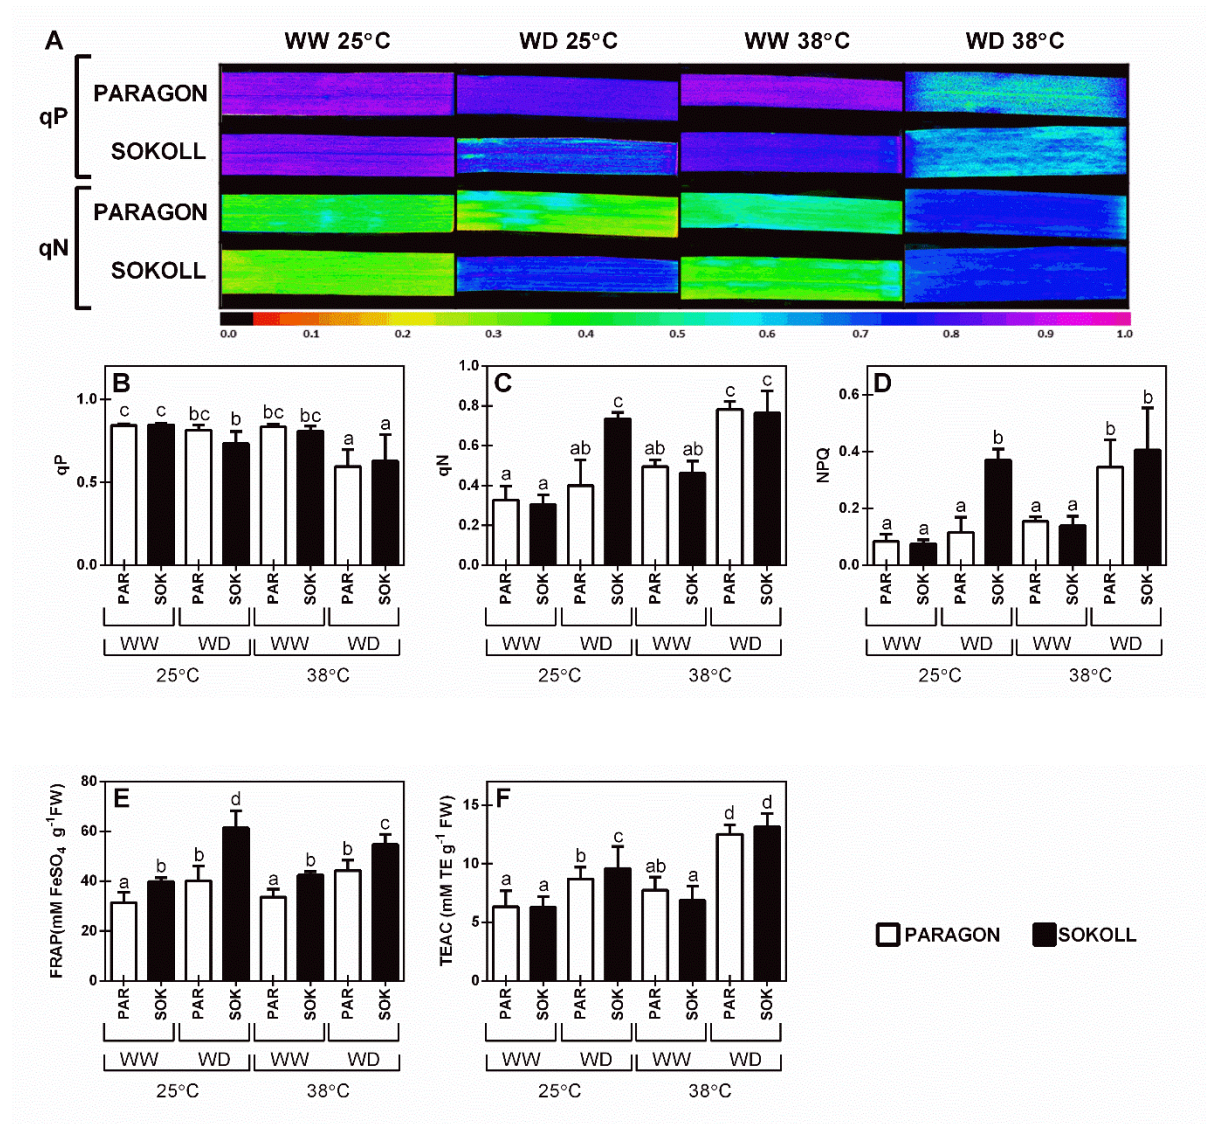 A
WW 25°C WD 25°C WW 38°C WD 38°C
qP
PARAGON
SOKOLL
qN
PARAGON
SOKOLL
0.0 0.1 0.2 0.3 0.4 0.5 0.6 0.7 0.8 0.9 1.0
B
qP
1.0
0.5
0.0
c c bc b bc bc a a
PAR SOK PAR SOK PAR SOK PAR SOK
WW WD WW WD
25°C 38°C
C
qN
1.0
0.8
0.6
0.4
0.2
0.0
a a ab c ab ab c c
PAR SOK PAR SOK PAR SOK PAR SOK
WW WD WW WD
25°C 38°C
D
NPQ
0.6
0.4
0.2
0.0
a a a b a a b b
PAR SOK PAR SOK PAR SOK PAR SOK
WW WD WW WD
25°C 38°C
E
FRAP(mM FeSO₄ g⁻¹FW)
80
60
40
20
0
a b b d a b b c
PAR SOK PAR SOK PAR SOK PAR SOK
WW WD WW WD
25°C 38°C
F
TEAC (mM TE g⁻¹ FW)
15
10
5
0
a a b c ab a d d
PAR SOK PAR SOK PAR SOK PAR SOK
WW WD WW WD
25°C 38°C
PARAGON SOKOLL